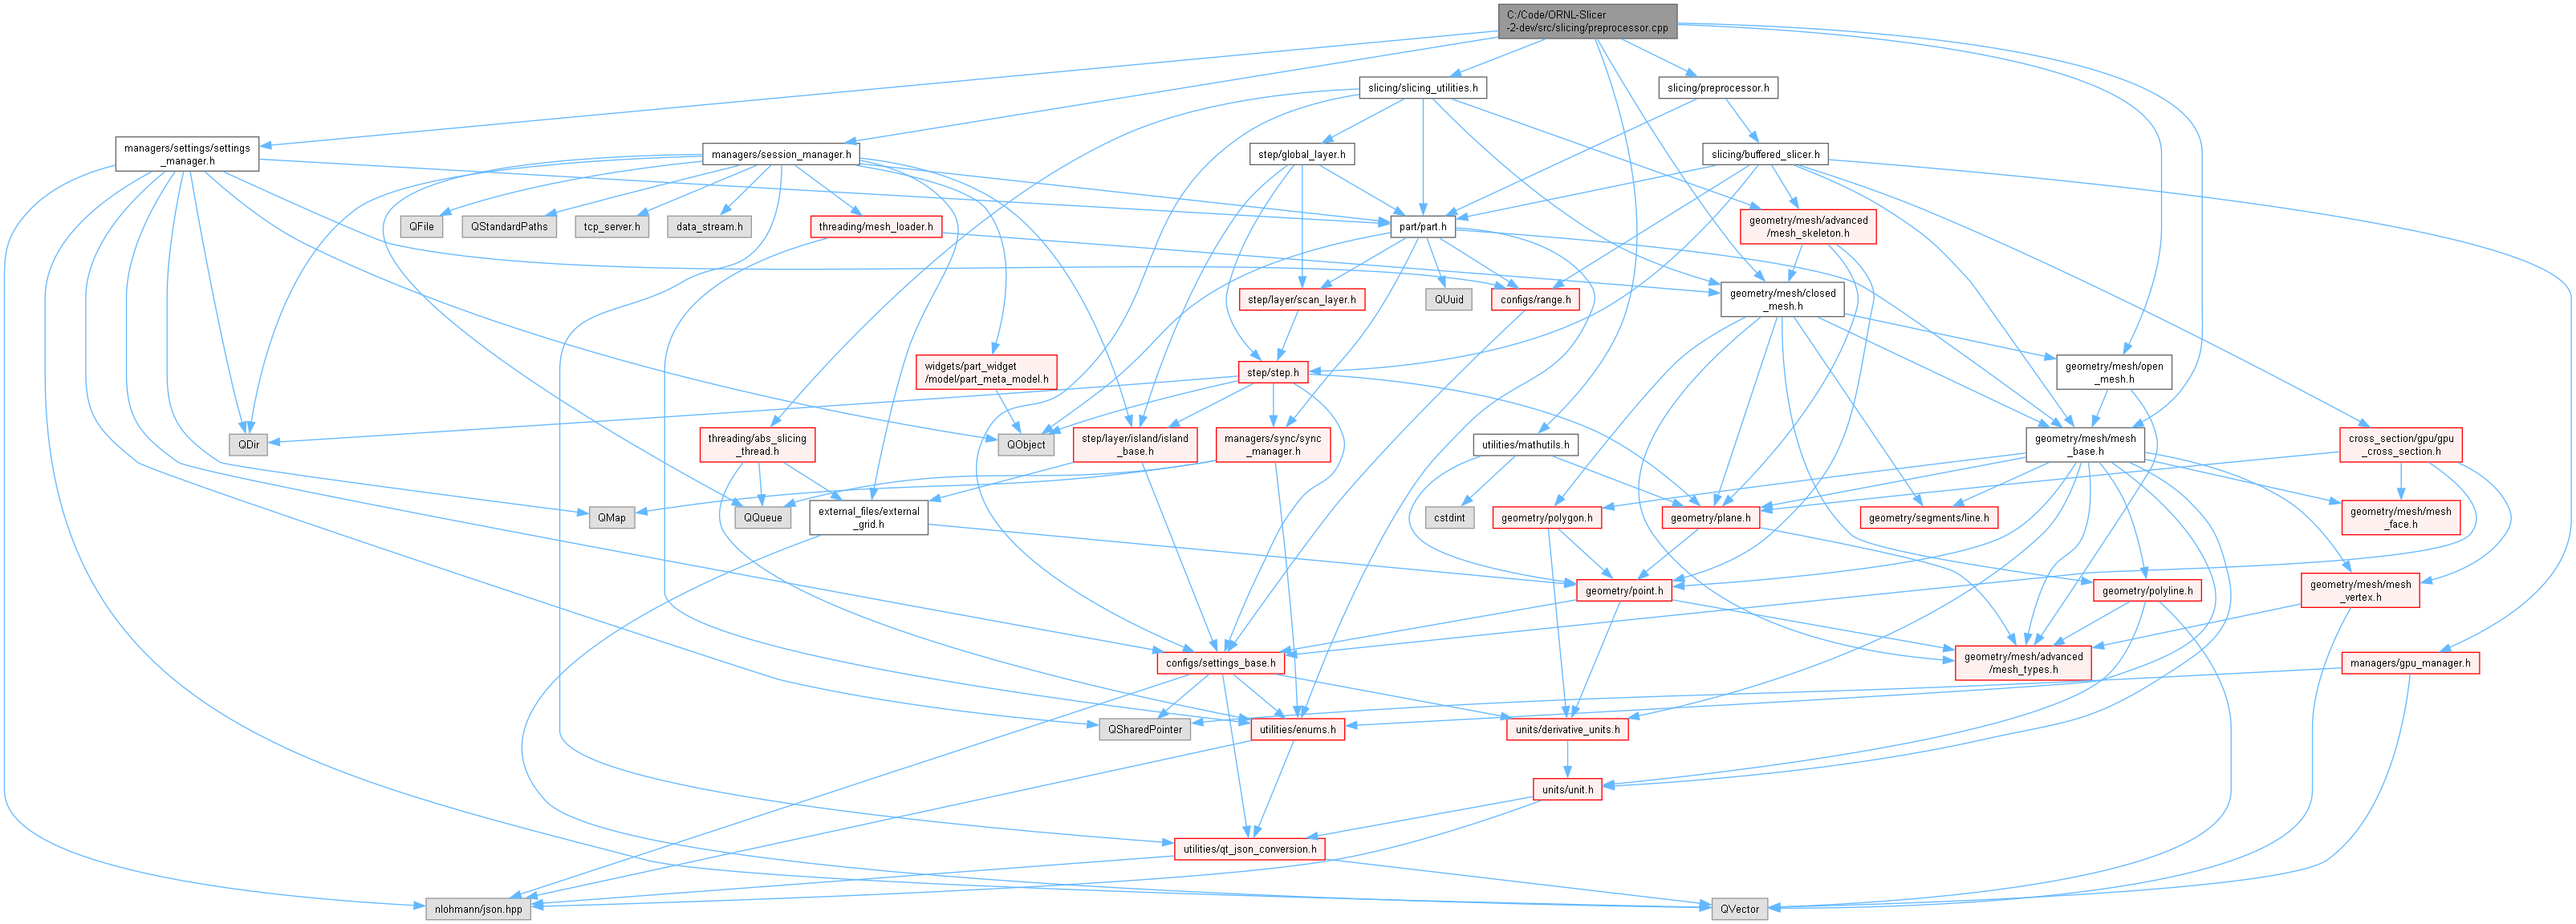 C:/Code/ORNL-Slicer
-2-dev/src/slicing/preprocessor.cpp
slicing/slicing_utilities.h
slicing/preprocessor.h
managers/settings/settings
_manager.h
managers/session_manager.h
step/global_layer.h
slicing/buffered_slicer.h
QFile
QStandardPaths
tcp_server.h
data_stream.h
threading/mesh_loader.h
part/part.h
geometry/mesh/advanced
/mesh_skeleton.h
step/layer/scan_layer.h
QUuid
configs/range.h
geometry/mesh/closed
_mesh.h
widgets/part_widget
/model/part_meta_model.h
step/step.h
geometry/mesh/open
_mesh.h
QDir
threading/abs_slicing
_thread.h
QObject
step/layer/island/island
_base.h
managers/sync/sync
_manager.h
utilities/mathutils.h
geometry/mesh/mesh
_base.h
cross_section/gpu/gpu
_cross_section.h
QMap
QQueue
external_files/external
_grid.h
cstdint
geometry/polygon.h
geometry/plane.h
geometry/segments/line.h
geometry/mesh/mesh
_face.h
geometry/point.h
geometry/polyline.h
geometry/mesh/mesh
_vertex.h
configs/settings_base.h
geometry/mesh/advanced
/mesh_types.h
managers/gpu_manager.h
QSharedPointer
utilities/enums.h
units/derivative_units.h
units/unit.h
utilities/qt_json_conversion.h
nlohmann/json.hpp
QVector